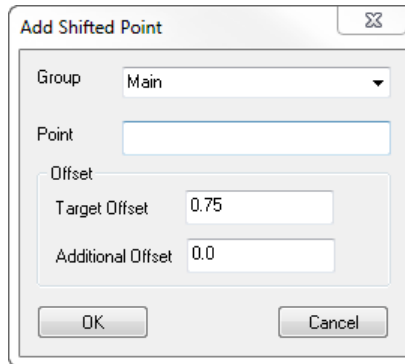 Add Shifted Point
Group Main
Point
Offset
Target Offset 0.75
Additional Offset 0.0
OK Cancel